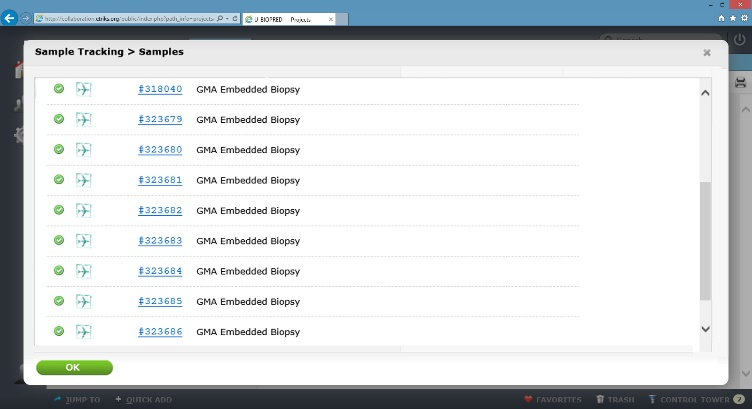 http://collaboration.etriks.org/public/index.php?path_info=projects
U-BIOPRED - Projects
Sample Tracking > Samples
#318040 GMA Embedded Biopsy
#323679 GMA Embedded Biopsy
#323680 GMA Embedded Biopsy
#323681 GMA Embedded Biopsy
#323682 GMA Embedded Biopsy
#323683 GMA Embedded Biopsy
#323684 GMA Embedded Biopsy
#323685 GMA Embedded Biopsy
#323686 GMA Embedded Biopsy
OK
JUMP TO
QUICK ADD
FAVORITES
TRASH
CONTROL TOWER 2